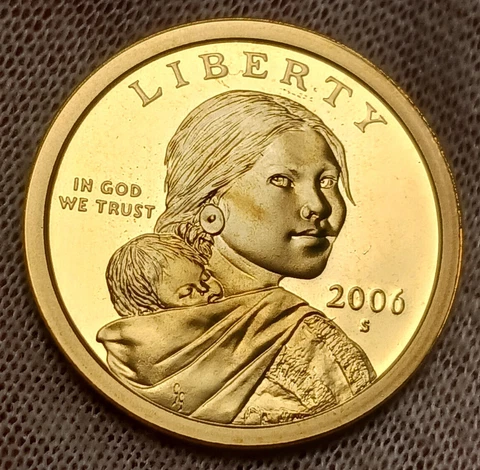 LIBERTY
IN GOD
WE TRUST
2006
S